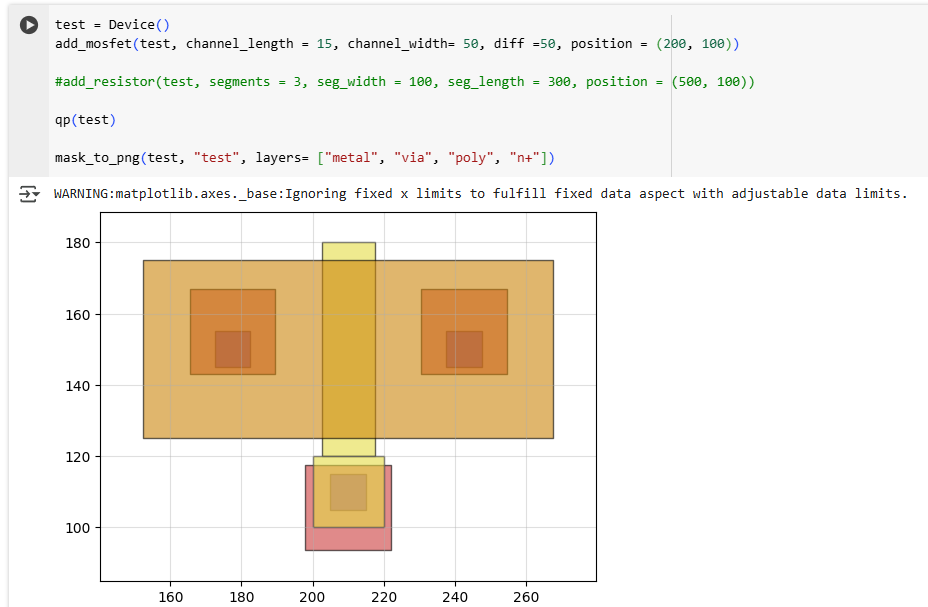 test = Device()
add_mosfet(test, channel_length = 15, channel_width= 50, diff =50, position = (200, 100))
#add_resistor(test, segments = 3, seg_width = 100, seg_length = 300, position = (500, 100))
qp(test)
mask_to_png(test, "test", layers= ["metal", "via", "poly", "n+"])
WARNING:matplotlib.axes._base:Ignoring fixed x limits to fulfill fixed data aspect with adjustable data limits.
180
160
140
120
100
160 180 200 220 240 260